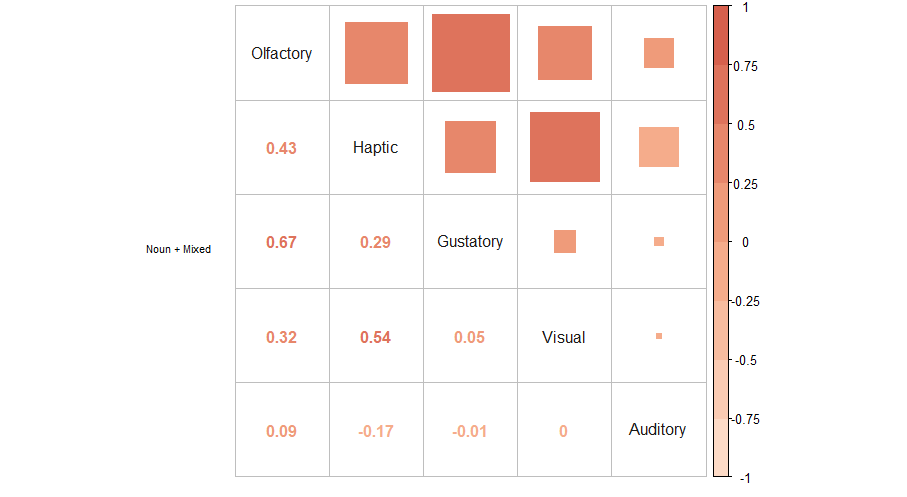 Olfactory
1
0.75
0.43 Haptic
0.5
0.25
Noun + Mixed
0.67 0.29 Gustatory
0
-0.25
0.32 0.54 0.05 Visual
-0.5
-0.75
0.09 -0.17 -0.01 0 Auditory
-1